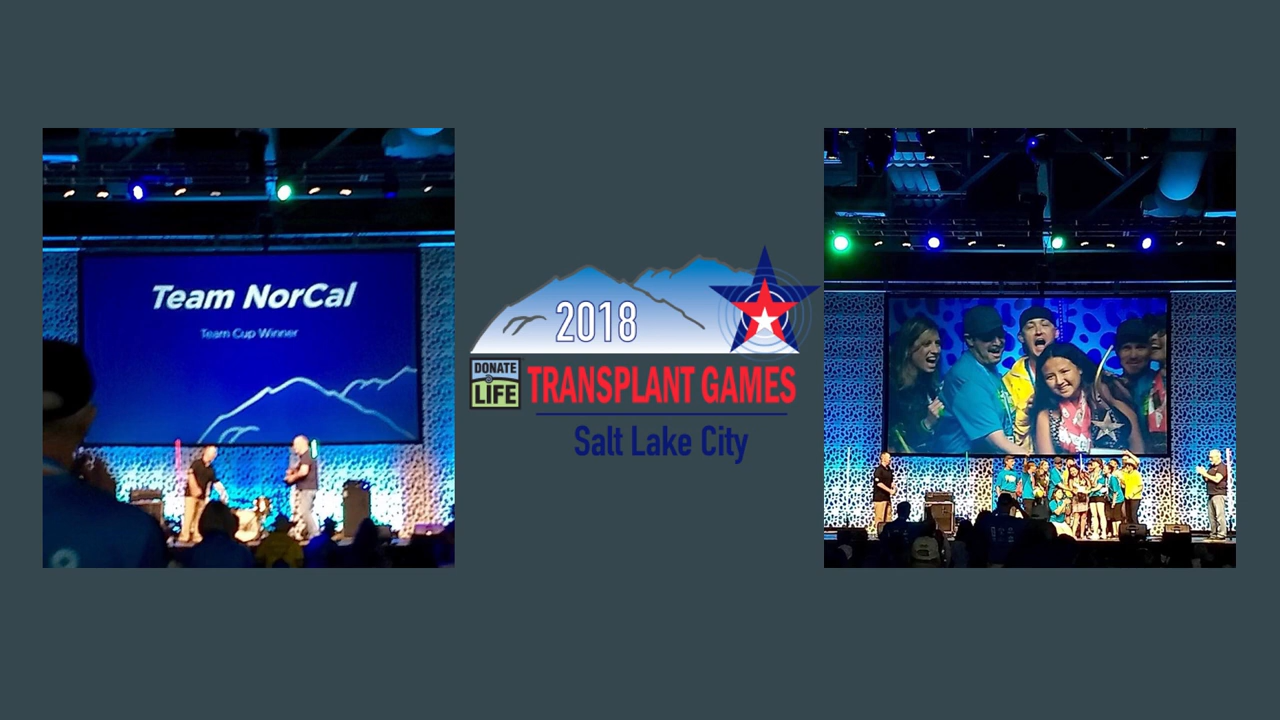 Team NorCal
Team Cup Winner
2018
DONATE
LIFE
TRANSPLANT GAMES
Salt Lake City